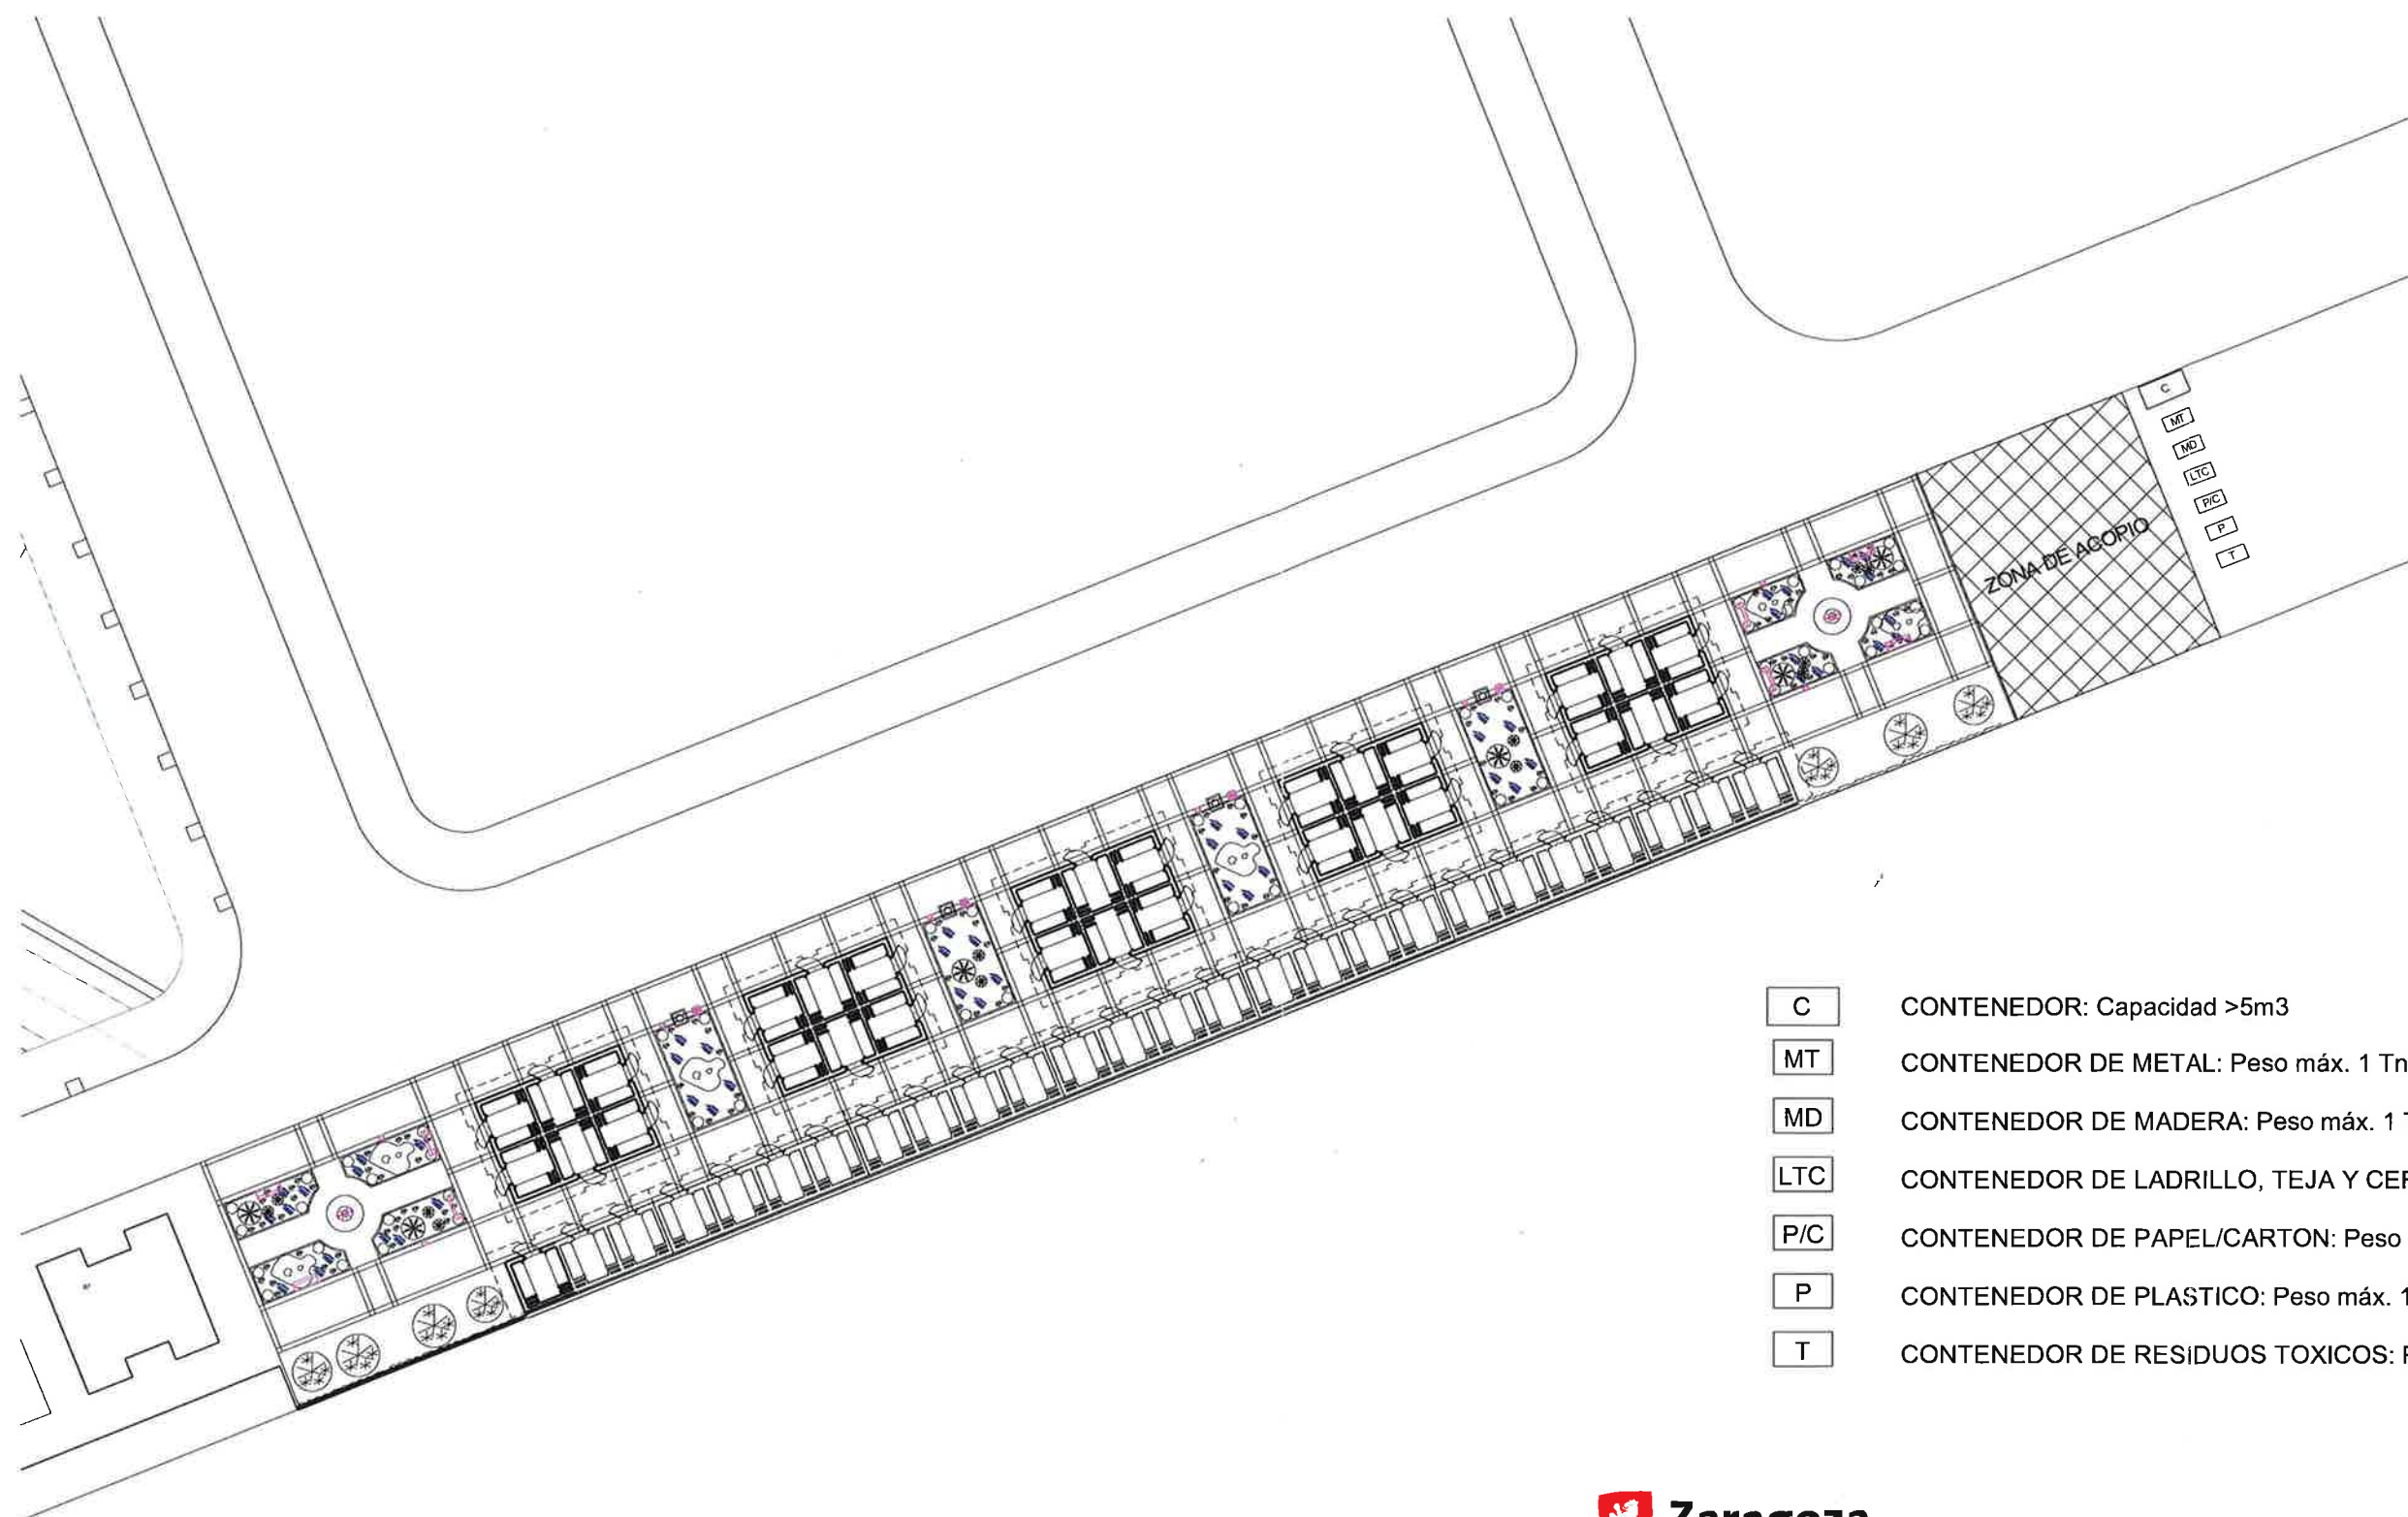 C
MT
MD
LTC
P/C
P
T
ZONA DE ACOPIO
C CONTENEDOR: Capacidad >5m3
MT CONTENEDOR DE METAL: Peso máx. 1 Tn
MD CONTENEDOR DE MADERA: Peso máx. 1
LTC CONTENEDOR DE LADRILLO, TEJA Y
P/C CONTENEDOR DE PAPEL/CARTON: Peso
P CONTENEDOR DE PLASTICO: Peso máx. 1
T CONTENEDOR DE RESIDUOS TOXICOS:
Zaragoza